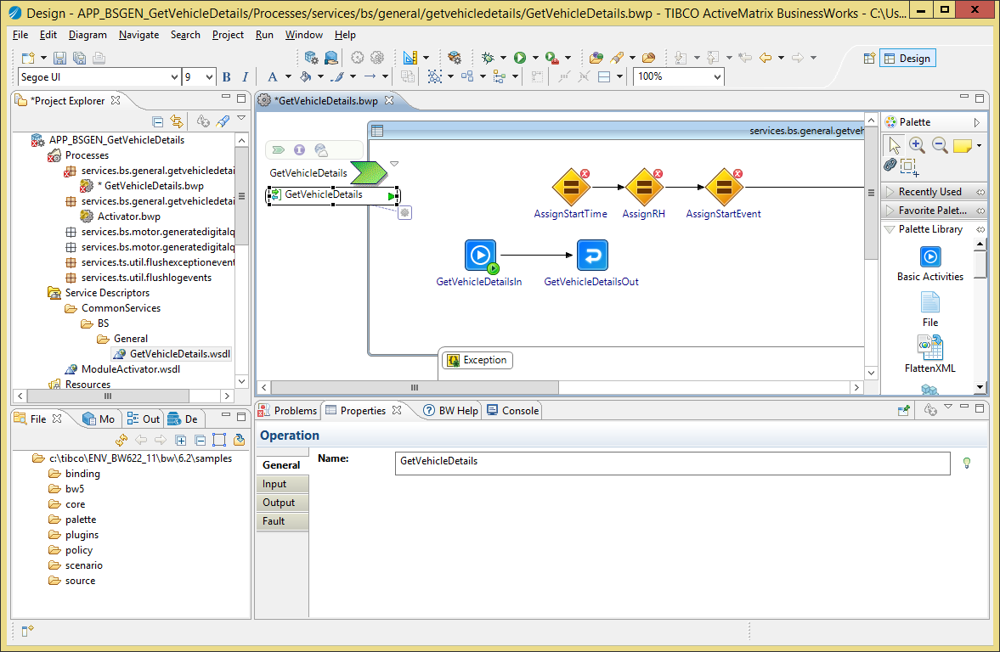 Design - APP_BSGEN_GetVehicleDetails/Processes/services/bs/general/getvehicledetails/GetVehicleDetails.bwp - TIBCO ActiveMatrix BusinessWorks - C:\Us...
File Edit Diagram Navigate Search Project Run Window Help
Design
Segoe UI 9 B I A 100%
*Project Explorer
APP_BSGEN_GetVehicleDetails
Processes
services.bs.general.getvehicledetai
* GetVehicleDetails.bwp
services.bs.general.getvehicledetai
Activator.bwp
services.bs.motor.generatedigitalq
services.bs.motor.generatedigitalq
services.ts.util.flushexceptionevent
services.ts.util.flushlogevents
Service Descriptors
CommonServices
BS
General
GetVehicleDetails.wsdl
ModuleActivator.wsdl
Resources
*GetVehicleDetails.bwp
services.bs.general.getveh
GetVehicleDetails
GetVehicleDetails
AssignStartTime
AssignRH
AssignStartEvent
GetVehicleDetailsIn
GetVehicleDetailsOut
Exception
Palette
Recently Used
Favorite Palet...
Palette Library
Basic Activities
File
FlattenXML
File Mo Out De
c:\tibco\ENV_BW622_11\bw\6.2\samples
binding
bw5
core
palette
plugins
policy
scenario
source
Problems Properties BW Help Console
Operation
General
Input
Output
Fault
Name: GetVehicleDetails